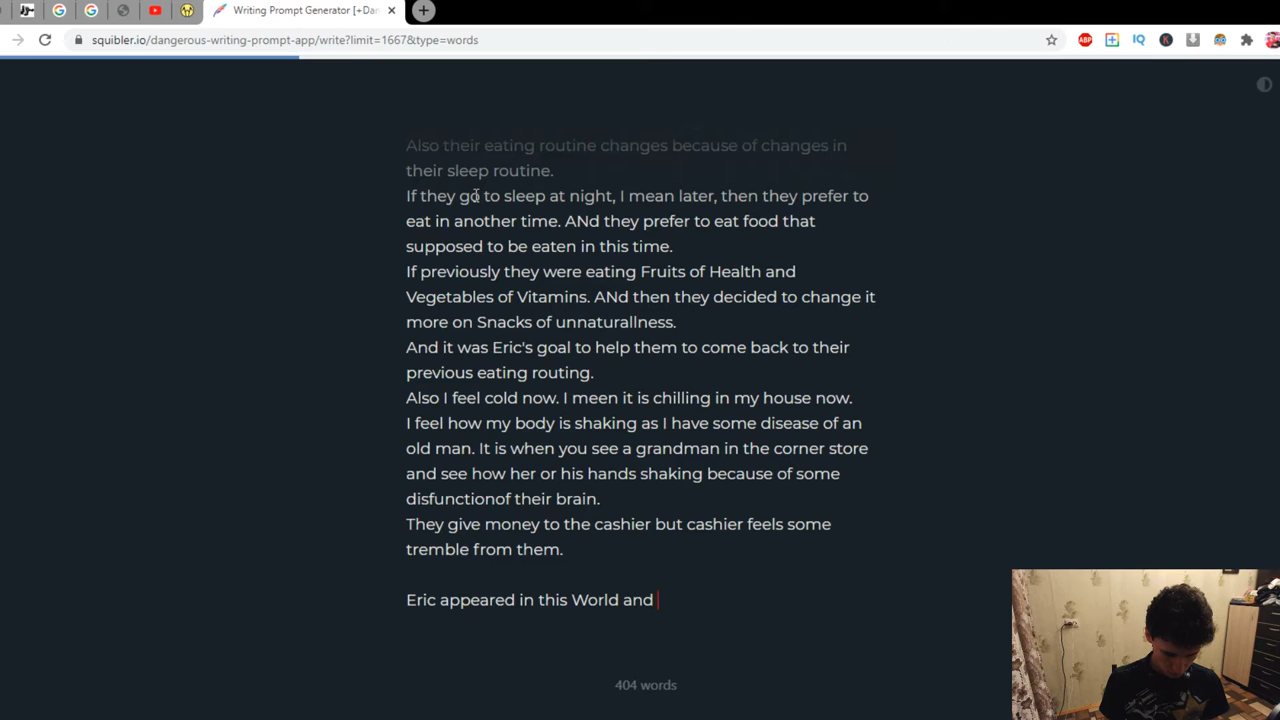 Writing Prompt Generator [+Dan
squibler.io/dangerous-writing-prompt-app/write?limit=1667&type=words
ABP
IQ
K
Also their eating routine changes because of changes in
their sleep routine.
If they go to sleep at night, I mean later, then they prefer to
eat in another time. ANd they prefer to eat food that
supposed to be eaten in this time.
If previously they were eating Fruits of Health and
Vegetables of Vitamins. ANd then they decided to change it
more on Snacks of unnaturallness.
And it was Eric's goal to help them to come back to their
previous eating routing.
Also I feel cold now. I meen it is chilling in my house now.
I feel how my body is shaking as I have some disease of an
old man. It is when you see a grandman in the corner store
and see how her or his hands shaking because of some
disfunctionof their brain.
They give money to the cashier but cashier feels some
tremble from them.
Eric appeared in this World and
404 words